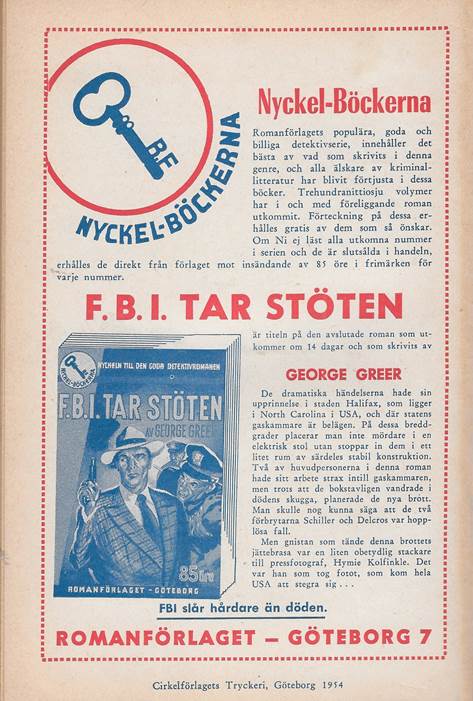 B.F.
NYCKEL-BÖCKERNA
Nyckel-Böckerna
Romanförlagets populära, goda och
billiga detektivserie, innehåller det
bästa av vad som skrivits i denna
genre, och alla älskare av kriminal-
litteratur har blivit förtjusta i dessa
böcker. Trehundranittiosju volymer
har i och med föreliggande roman
utkommit. Förteckning på dessa er-
hålles gratis av dem som så önskar.
Om Ni ej läst alla utkomna nummer
i serien och de är slutsålda i handeln,
erhålles de direkt från förlaget mot insändande av 85 öre i frimärken för
varje nummer.
F.B.I. TAR STÖTEN
är titeln på den avslutade roman som ut-
kommer om 14 dagar och som skrivits av
GEORGE GREER
De dramatiska händelserna hade sin
upprinnelse i staden Halifax, som ligger
i North Carolina i USA, och där statens
gaskammare är belägen. På dessa bredd-
grader placerar man inte mördare i en
elektrisk stol utan stoppar in dem i ett
litet rum av särdeles stabil konstruktion.
Två av huvudpersonerna i denna roman
hade sitt arbete strax intill gaskammaren,
men trots att de bokstavligen vandrade i
dödens skugga, planerade de nya brott.
Man skulle nog kunna säga att de två
förbrytarna Schiller och Delcros var hopp-
lösa fall.
Men gnistan som tände denna brottets
jättebrasa var en liten obetydlig stackare
till pressfotograf, Hymie Kolfinkle. Det
var han som tog fotot, som kom hela
USA att stegra sig . . .
NYCKEL-BÖCKERNA
NYCKELN TILL DEN GODA DETEKTIVROMANEN
F.B.I. TAR STÖTEN
AV GEORGE GREER
85 öre
ROMANFÖRLAGET - GÖTEBORG
FBI slår hårdare än döden.
ROMANFÖRLAGET — GÖTEBORG 7
Cirkelförlagets Tryckeri, Göteborg 1954